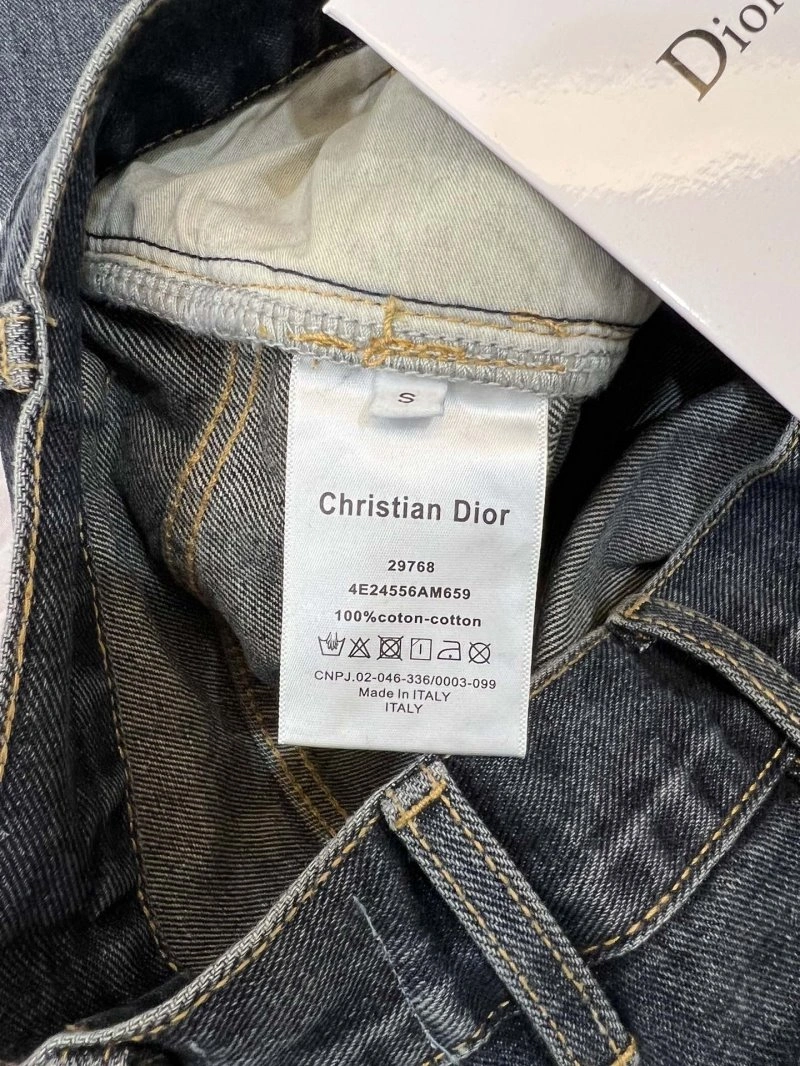 Dior
S
Christian Dior
29768
4E24556AM659
100%coton-cotton
CNPJ.02-046-336/0003-099
Made In ITALY
ITALY